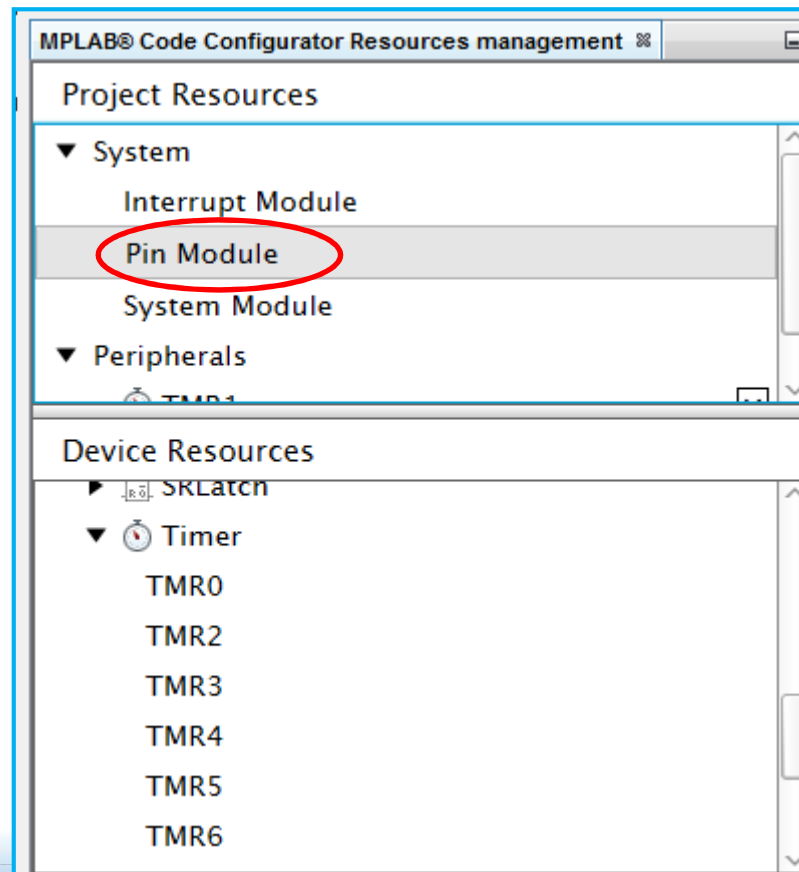 MPLAB® Code Configurator Resources management
Project Resources
System
Interrupt Module
Pin Module
System Module
Peripherals
TMR1
Device Resources
SRLatch
Timer
TMR0
TMR2
TMR3
TMR4
TMR5
TMR6